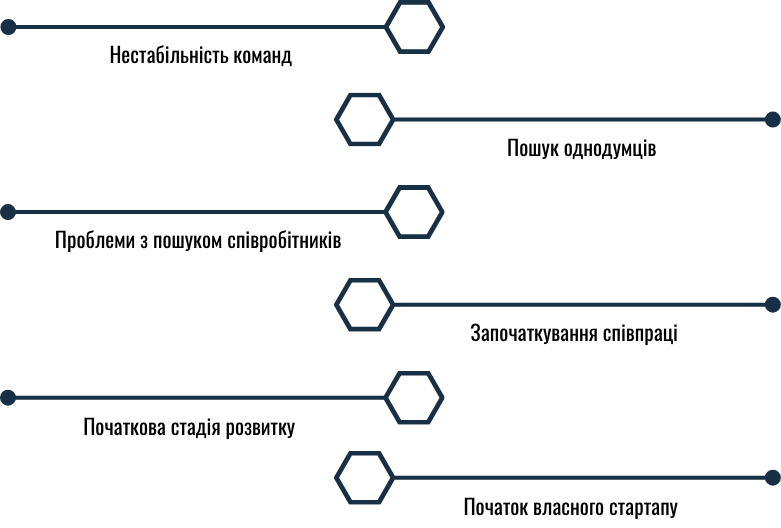 Нестабільність команд
Пошук однодумців
Проблеми з пошуком співробітників
Започаткування співпраці
Початкова стадія розвитку
Початок власного стартапу